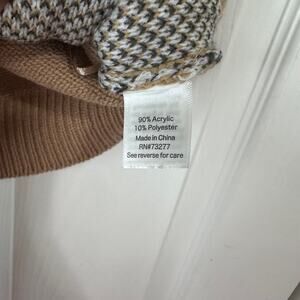 90% Acrylic
10% Polyester
Made in China
RN#73277
See reverse for care